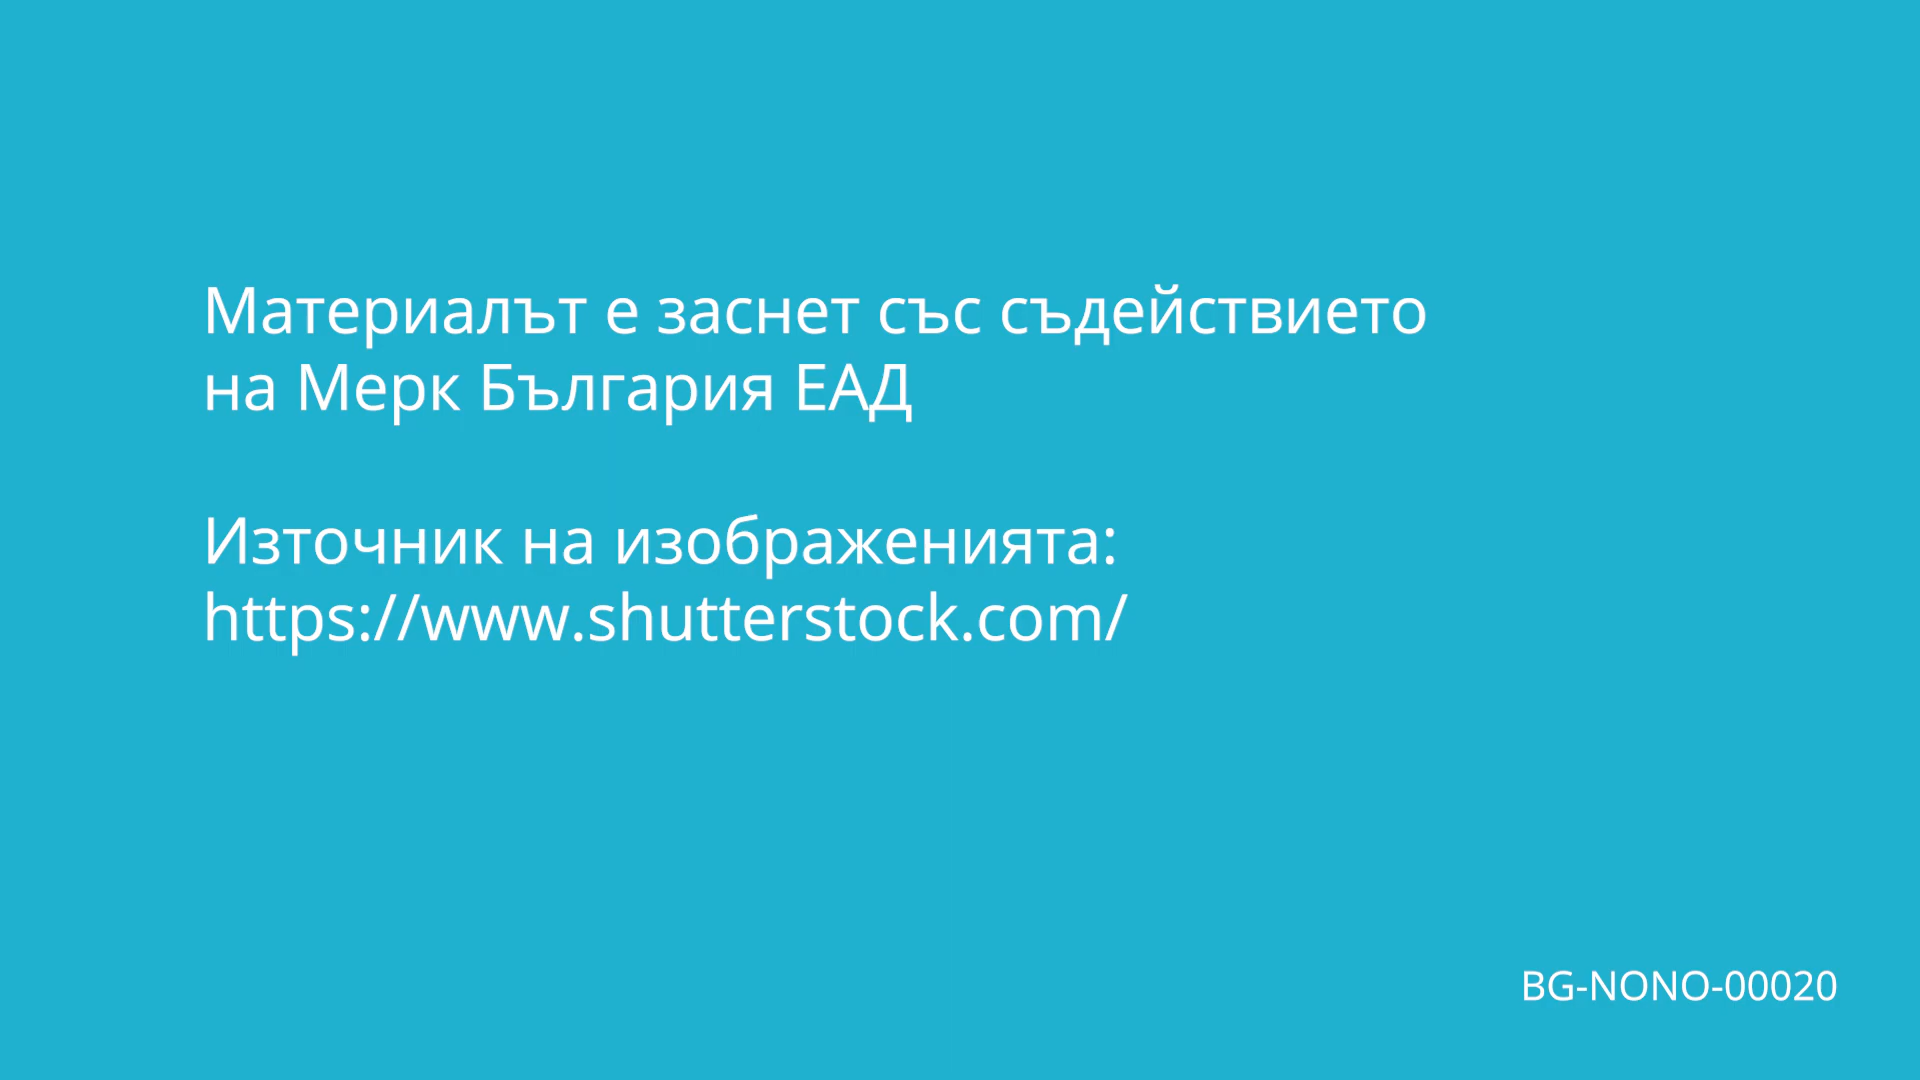 Материалът е заснет със съдействието
на Мерк България ЕАД
Източник на изображенията:
https://www.shutterstock.com/
BG-NONO-00020